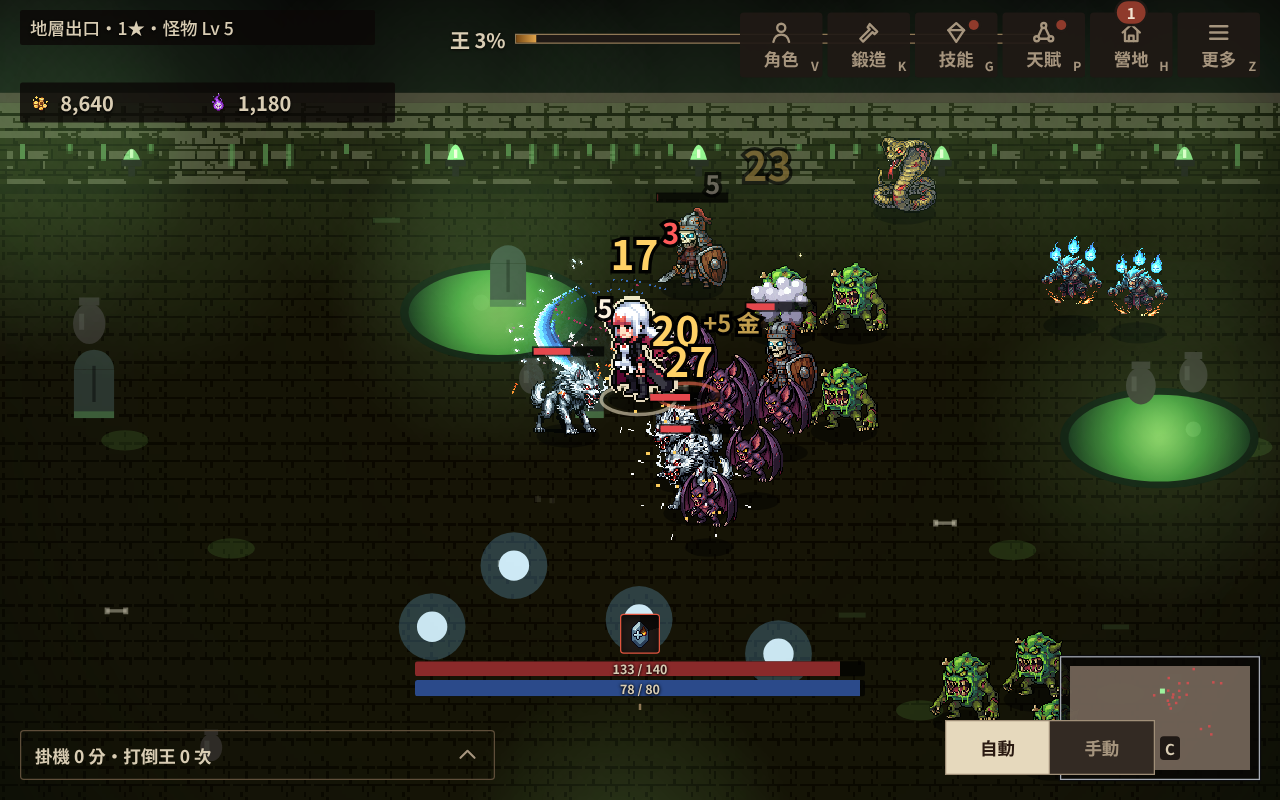 地層出口・1★・怪物 Lv 5
王 3%
1
角色 V
鍛造 K
技能 G
天賦 P
營地 H
更多 Z
8,640
1,180
23
5
3
17
5
20
+5 金
27
133 / 140
78 / 80
掛機 0 分・打倒王 0 次
自動
手動
C